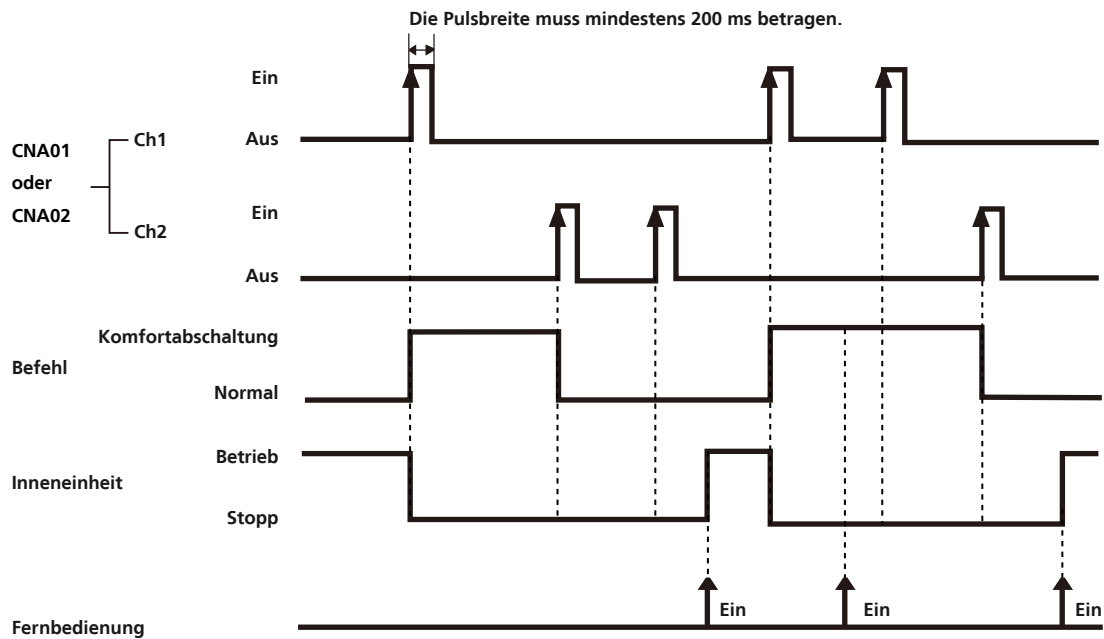 Die Pulsbreite muss mindestens 200 ms betragen.
Ein
CNA01
oder
CNA02
Ch1
Aus
Ein
Ch2
Aus
Komfortabschaltung
Befehl
Normal
Betrieb
Inneneinheit
Stopp
Ein
Ein
Ein
Fernbedienung